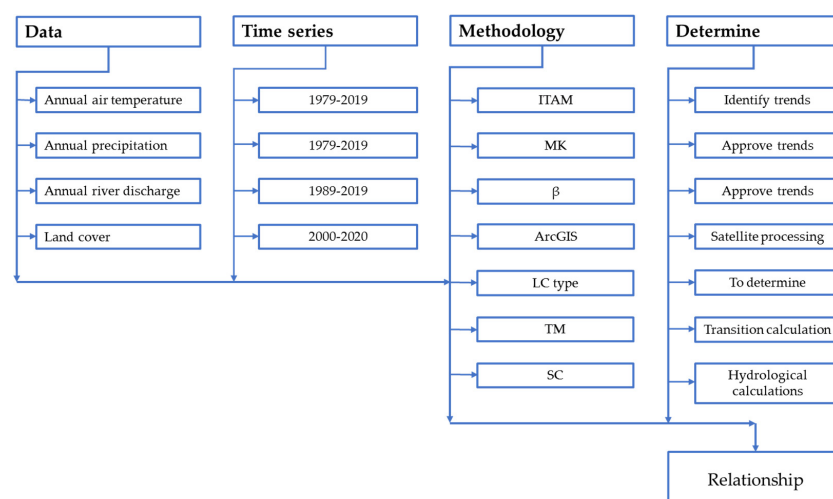 Data
Time series
Methodology
Determine
Annual air temperature
1979-2019
ITAM
Identify trends
Annual precipitation
1979-2019
MK
Approve trends
Annual river discharge
1989-2019
β
Approve trends
Land cover
2000-2020
ArcGIS
Satellite processing
LC type
To determine
TM
Transition calculation
SC
Hydrological
calculations
Relationship